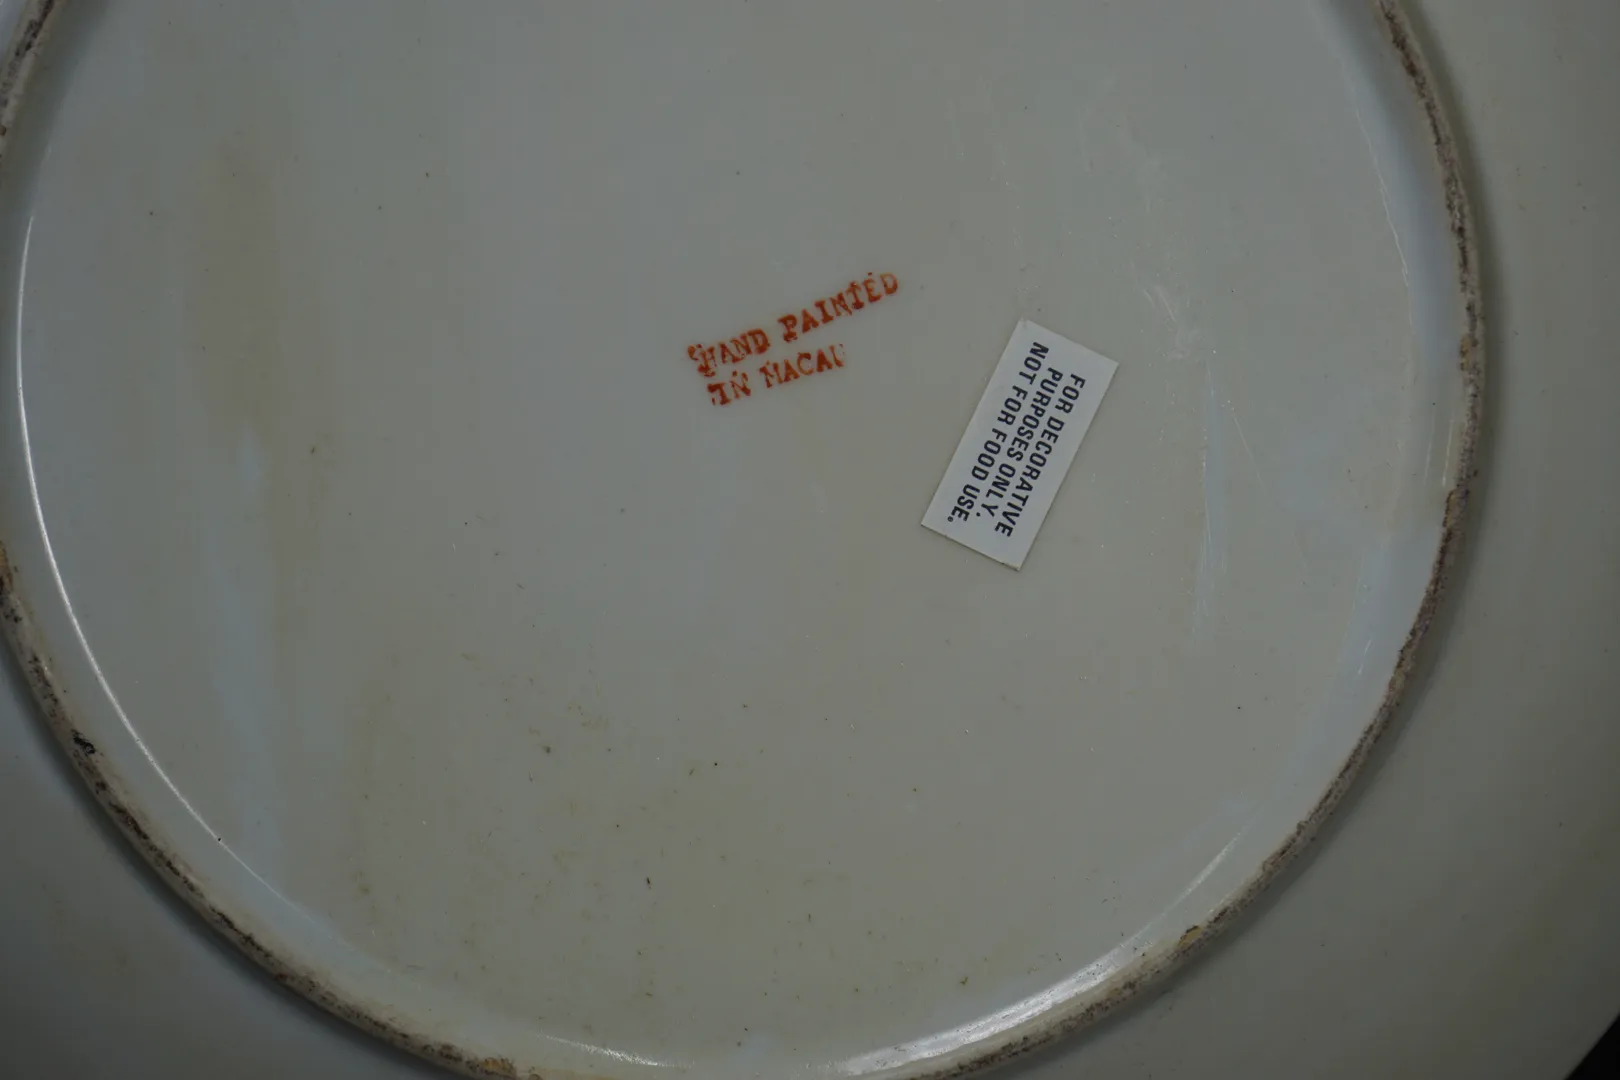 HAND PAINTED
IN MACAU
FOR DECORATIVE
PURPOSES ONLY.
NOT FOR FOOD USE.